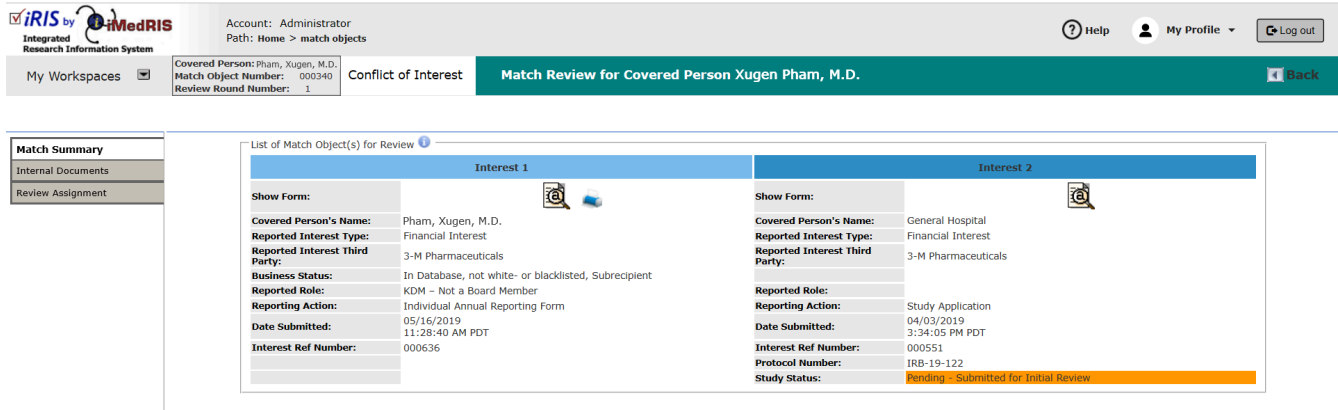 iRIS by iMedRIS
Integrated
Research Information System
Account: Administrator
Path: Home > match objects
? Help
My Profile
Log out
My Workspaces
Covered Person: Pham, Xugen, M.D.
Match Object Number: 000340
Review Round Number: 1
Conflict of Interest
Match Review for Covered Person Xugen Pham, M.D.
Back
Match Summary
Internal Documents
Review Assignment
List of Match Object(s) for Review
Interest 1
Show Form:
Covered Person's Name: Pham, Xugen, M.D.
Reported Interest Type: Financial Interest
Reported Interest Third
Party: 3-M Pharmaceuticals
Business Status: In Database, not white- or blacklisted, Subrecipient
Reported Role: KDM – Not a Board Member
Reporting Action: Individual Annual Reporting Form
Date Submitted: 05/16/2019
11:28:40 AM PDT
Interest Ref Number: 000636
Interest 2
Show Form:
Covered Person's Name: General Hospital
Reported Interest Type: Financial Interest
Reported Interest Third
Party: 3-M Pharmaceuticals
Reported Role:
Reporting Action: Study Application
Date Submitted: 04/03/2019
3:34:05 PM PDT
Interest Ref Number: 000551
Protocol Number: IRB-19-122
Study Status: Pending - Submitted for Initial Review